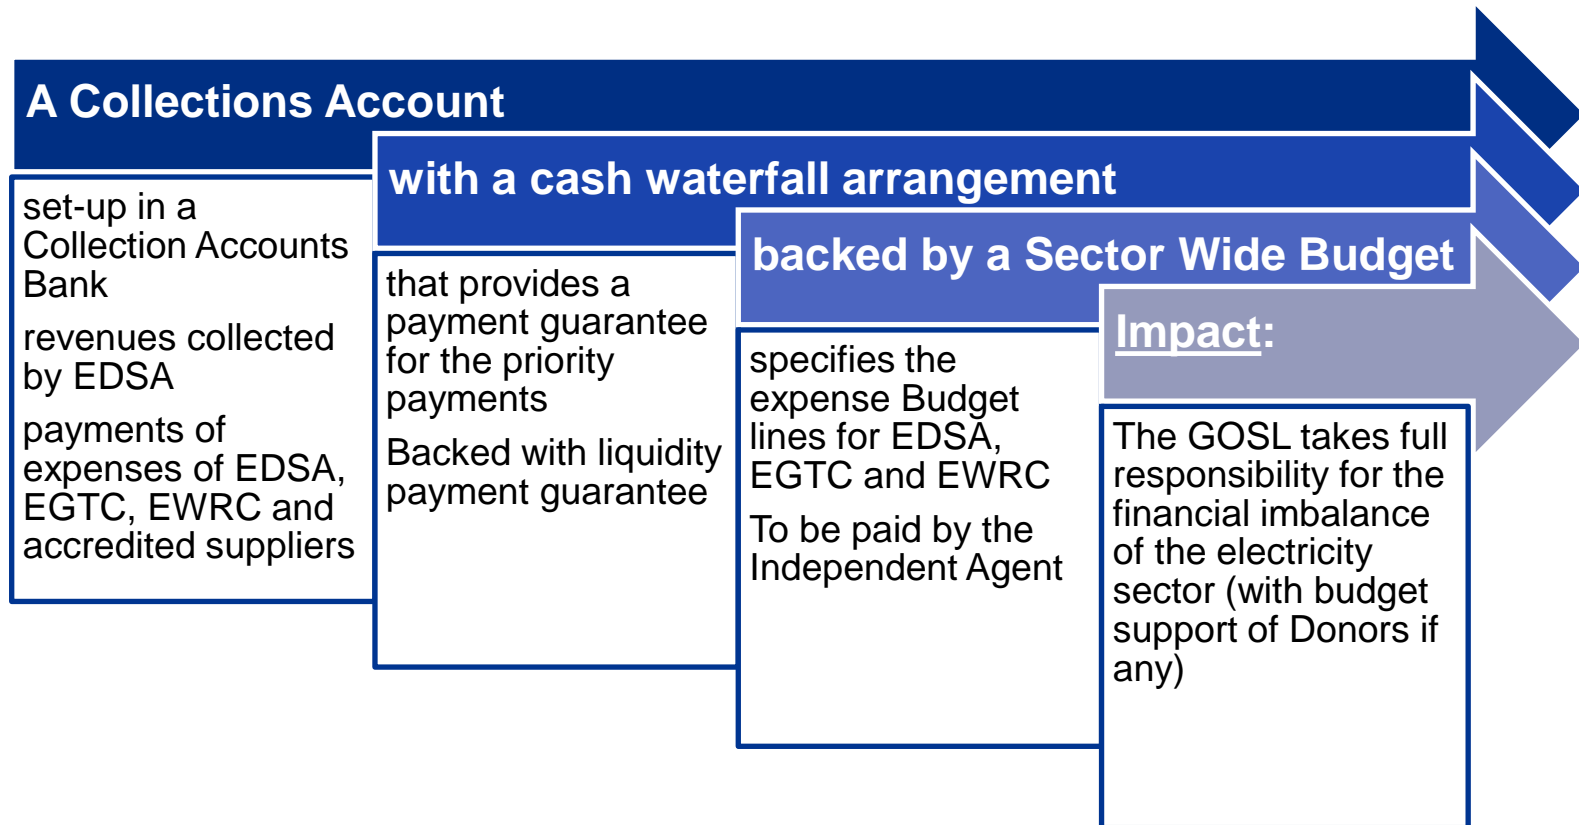 A Collections Account
set-up in a
Collection Accounts
Bank
revenues collected
by EDSA
payments of
expenses of EDSA,
EGTC, EWRC and
accredited suppliers
with a cash waterfall arrangement
that provides a
payment guarantee
for the priority
payments
Backed with liquidity
payment guarantee
backed by a Sector Wide Budget
specifies the
expense Budget
lines for EDSA,
EGTC and EWRC
To be paid by the
Independent Agent
Impact:
The GOSL takes full
responsibility for the
financial imbalance
of the electricity
sector (with budget
support of Donors if
any)